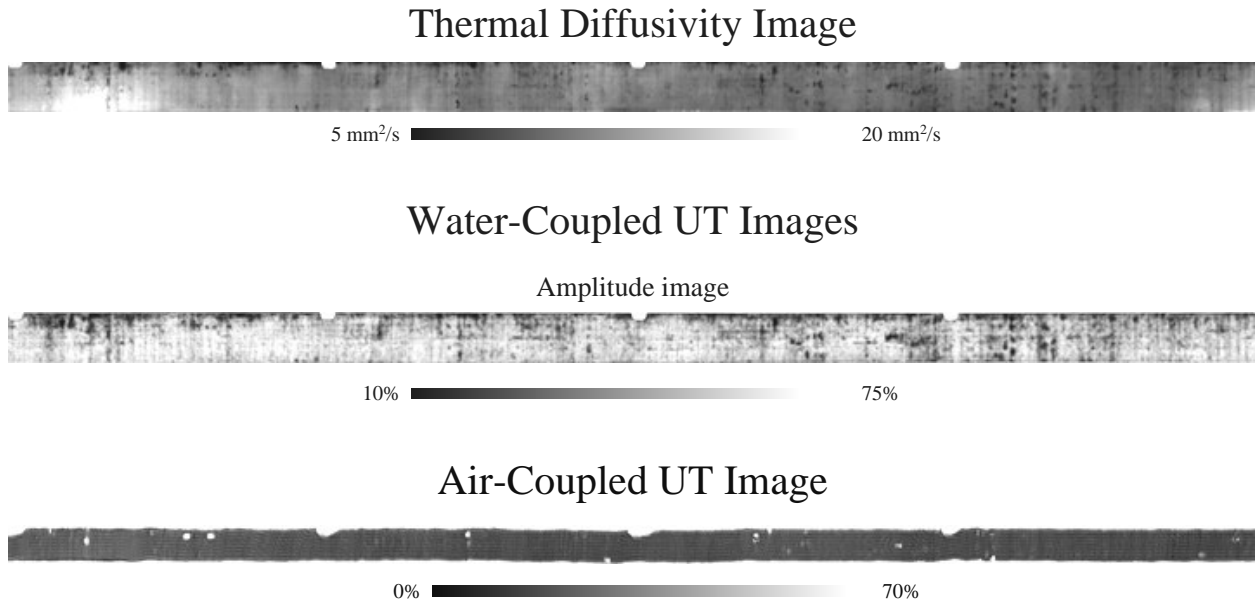 Thermal Diffusivity Image
5 mm²/s 20 mm²/s
Water-Coupled UT Images
Amplitude image
10% 75%
Air-Coupled UT Image
0% 70%